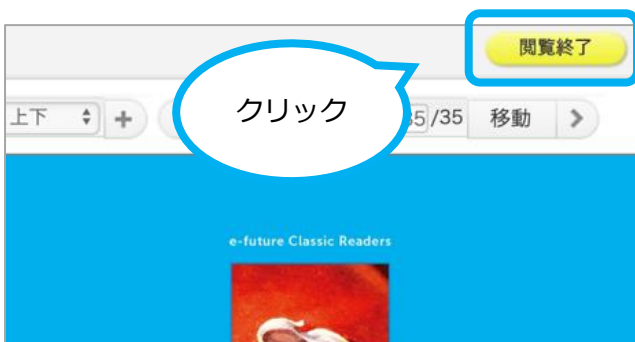 閲覧終了
クリック
上下 + 35/35 移動 >
e-future Classic Readers